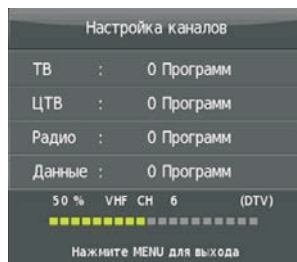 Настройка каналов
ТВ : 0 Программ
ЦТВ : 0 Программ
Радио : 0 Программ
Данные : 0 Программ
50 % VHF CH 6 (DTV)
Нажмите MENU для выхода